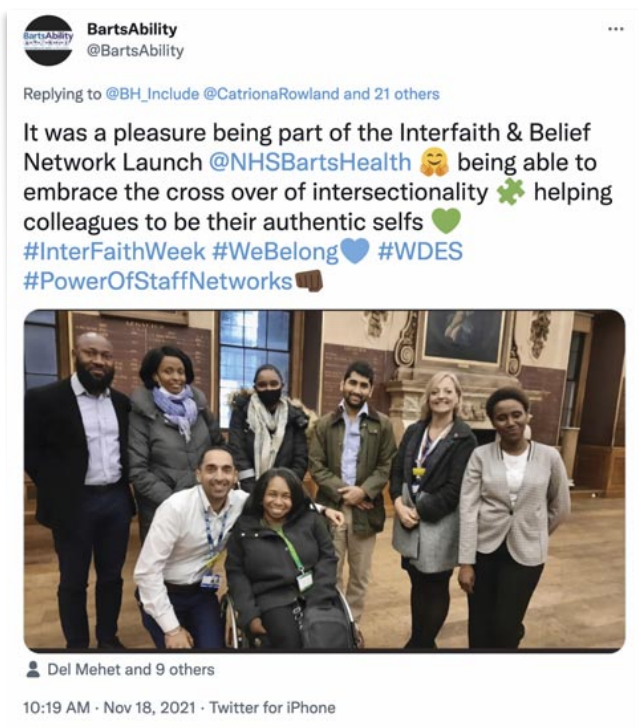 BartsAbility
BartsAbility
@BartsAbility
Replying to @BH_Include @CatrionaRowland and 21 others
It was a pleasure being part of the Interfaith & Belief
Network Launch @NHSBartsHealth 🤗 being able to
embrace the cross over of intersectionality 🧩 helping
colleagues to be their authentic selfs 💚
#InterFaithWeek #WeBelong💙 #WDES
#PowerOfStaffNetworks👊🏿
Del Mehet and 9 others
10:19 AM · Nov 18, 2021 · Twitter for iPhone